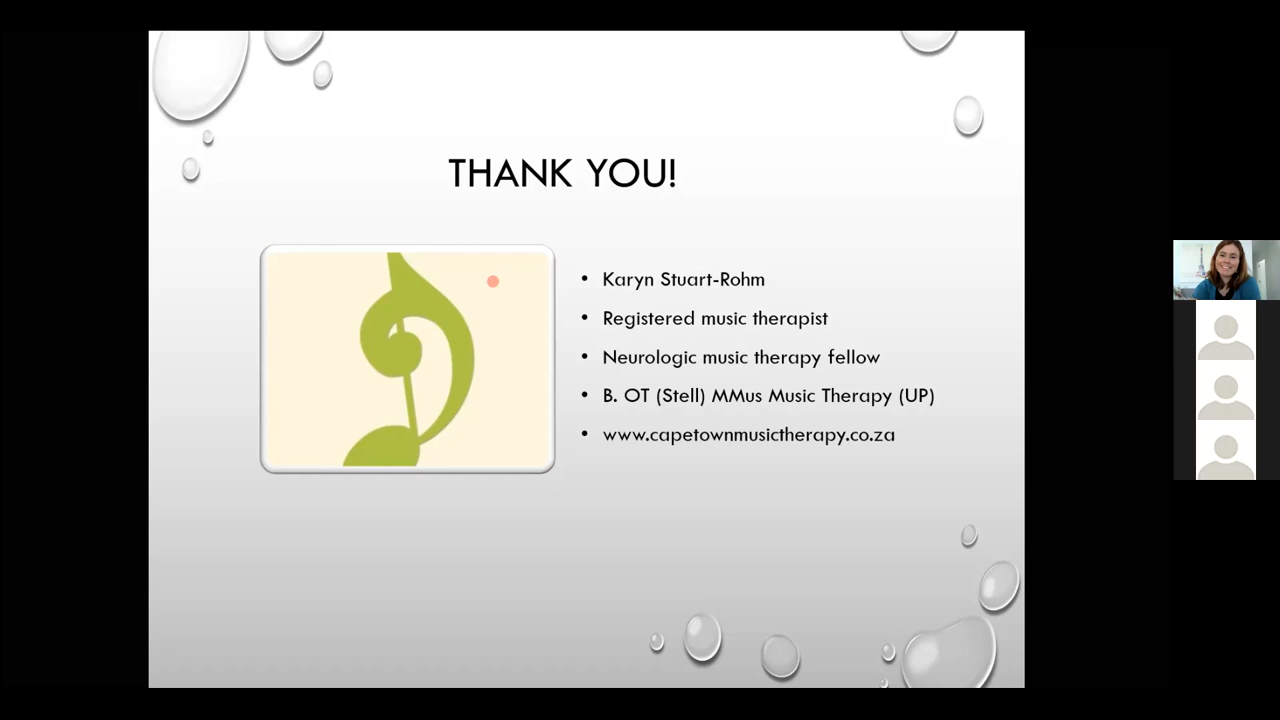 THANK YOU!
• Karyn Stuart-Rohm
• Registered music therapist
• Neurologic music therapy fellow
• B. OT (Stell) MMus Music Therapy (UP)
• www.capetownmusictherapy.co.za